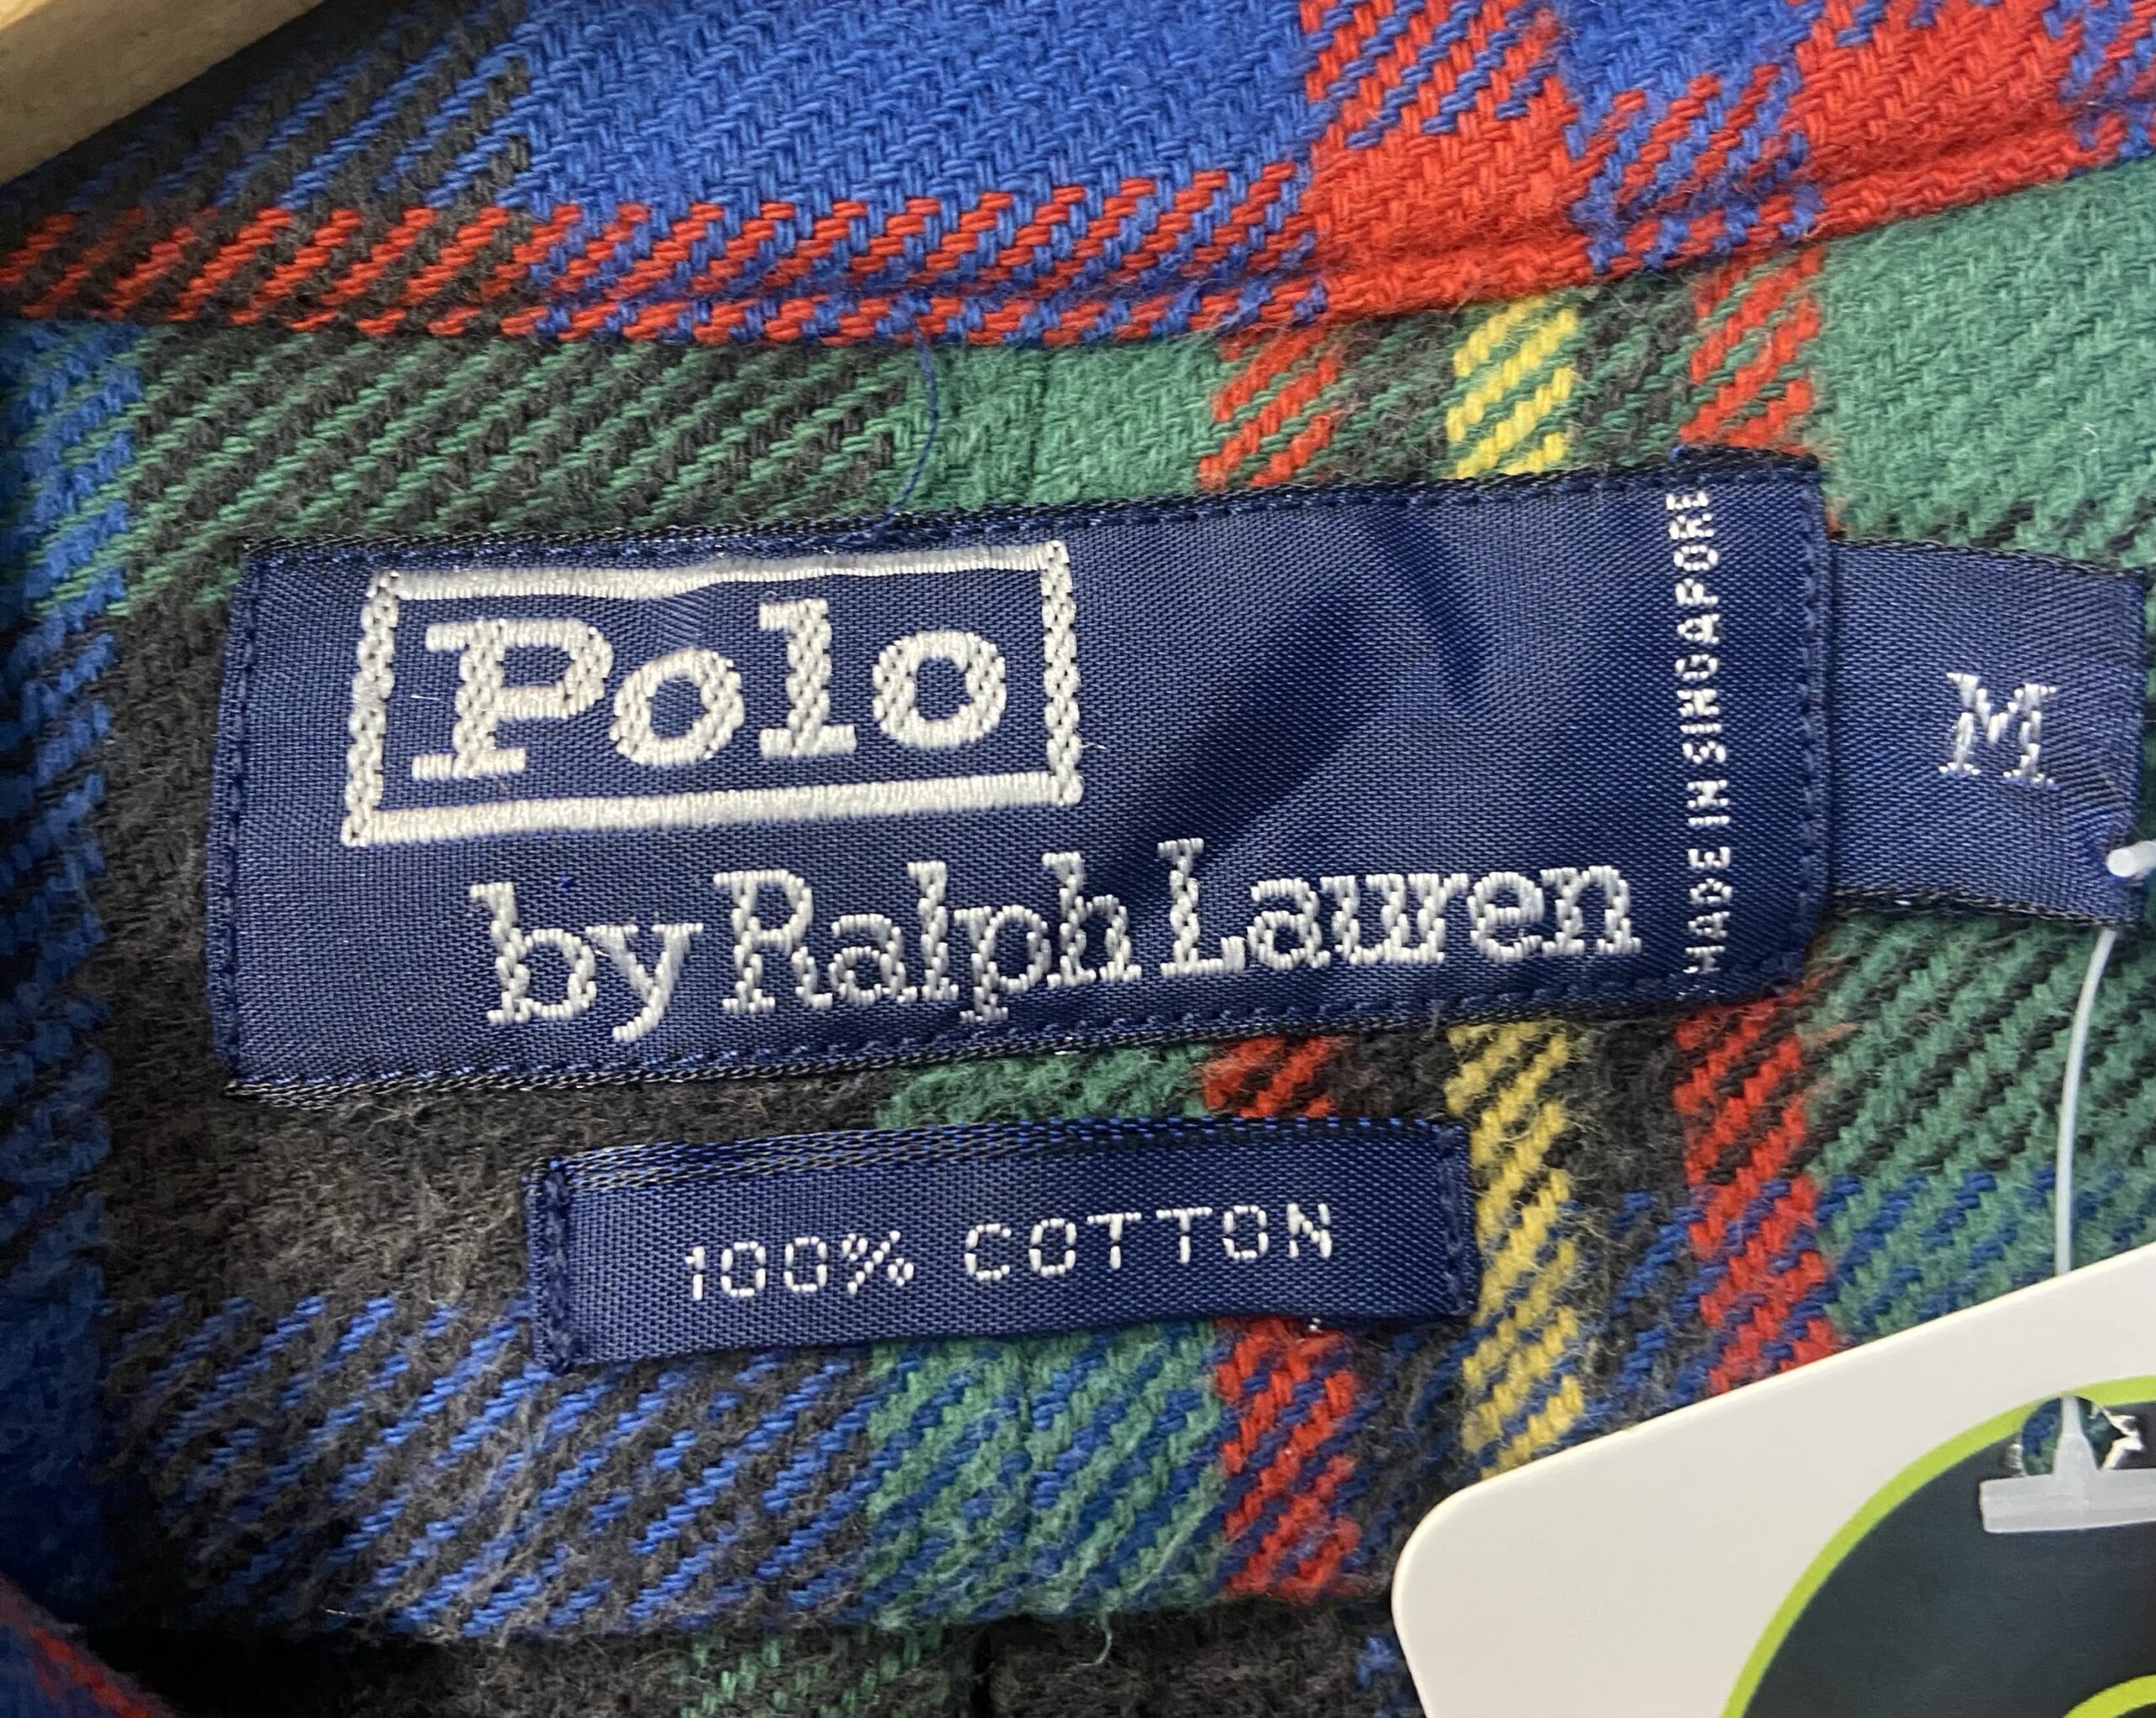 Polo
by Ralph Lauren
MADE IN SINGAPORE
M
100% COTTON